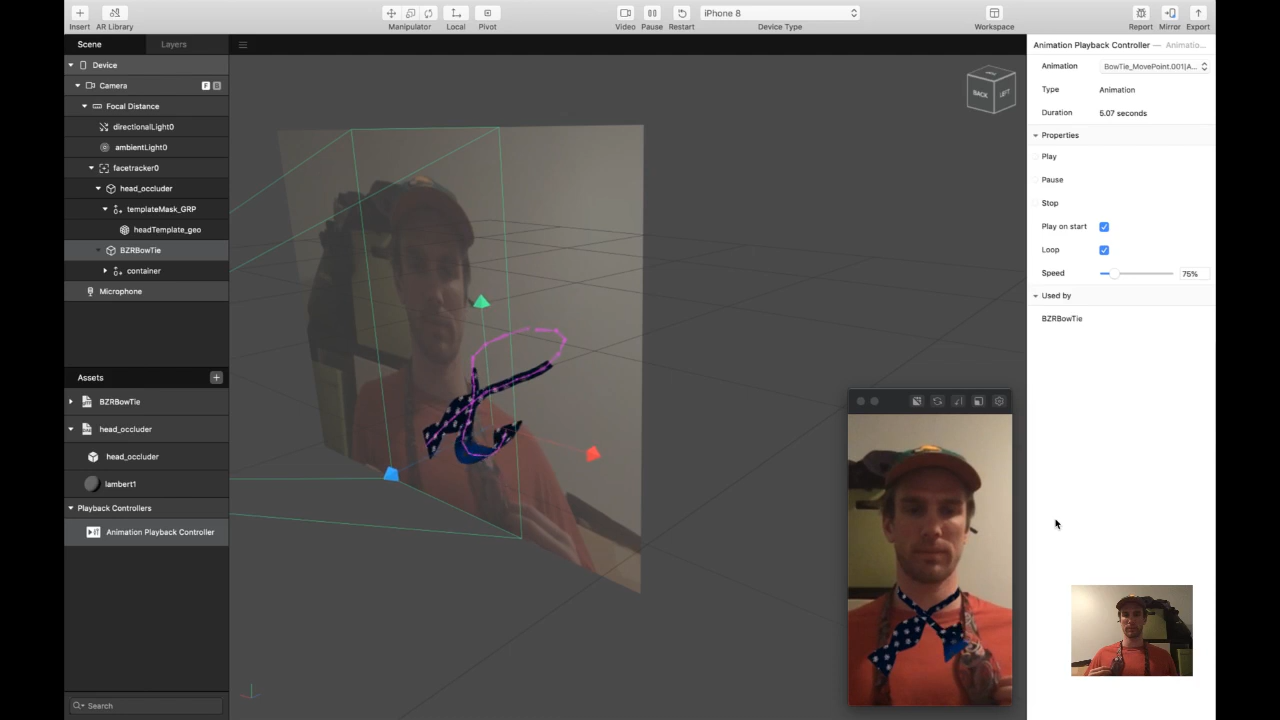 Insert AR Library
Manipulator Local Pivot
Video Pause Restart
iPhone 8
Device Type
Workspace
Report Mirror Export
Scene Layers
Device
Camera F
Focal Distance
directionalLight0
ambientLight0
facetracker0
head_occluder
templateMask_GRP
headTemplate_geo
BZRBowTie
container
Microphone
Assets +
BZRBowTie
head_occluder
head_occluder
lambert1
Playback Controllers
Animation Playback Controller
Search
BACK LEFT
Animation Playback Controller — Animatio...
Animation BowTie_MovePoint.001|A...
Type Animation
Duration 5.07 seconds
Properties
Play
Pause
Stop
Play on start
Loop
Speed 75%
Used by
BZRBowTie